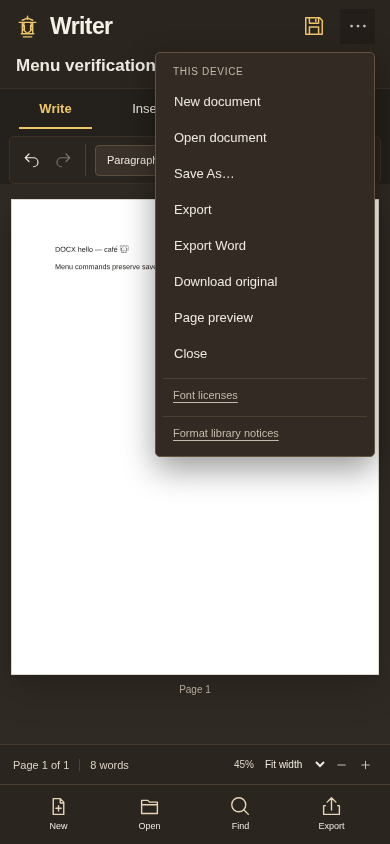 Writer
Menu verification
THIS DEVICE
New document
Open document
Save As…
Export
Export Word
Download original
Page preview
Close
Font licenses
Format library notices
Write
Inse
Paragraph
DOCX hello — café
Menu commands preserve save
Page 1
Page 1 of 1
8 words
45%
Fit width
New
Open
Find
Export